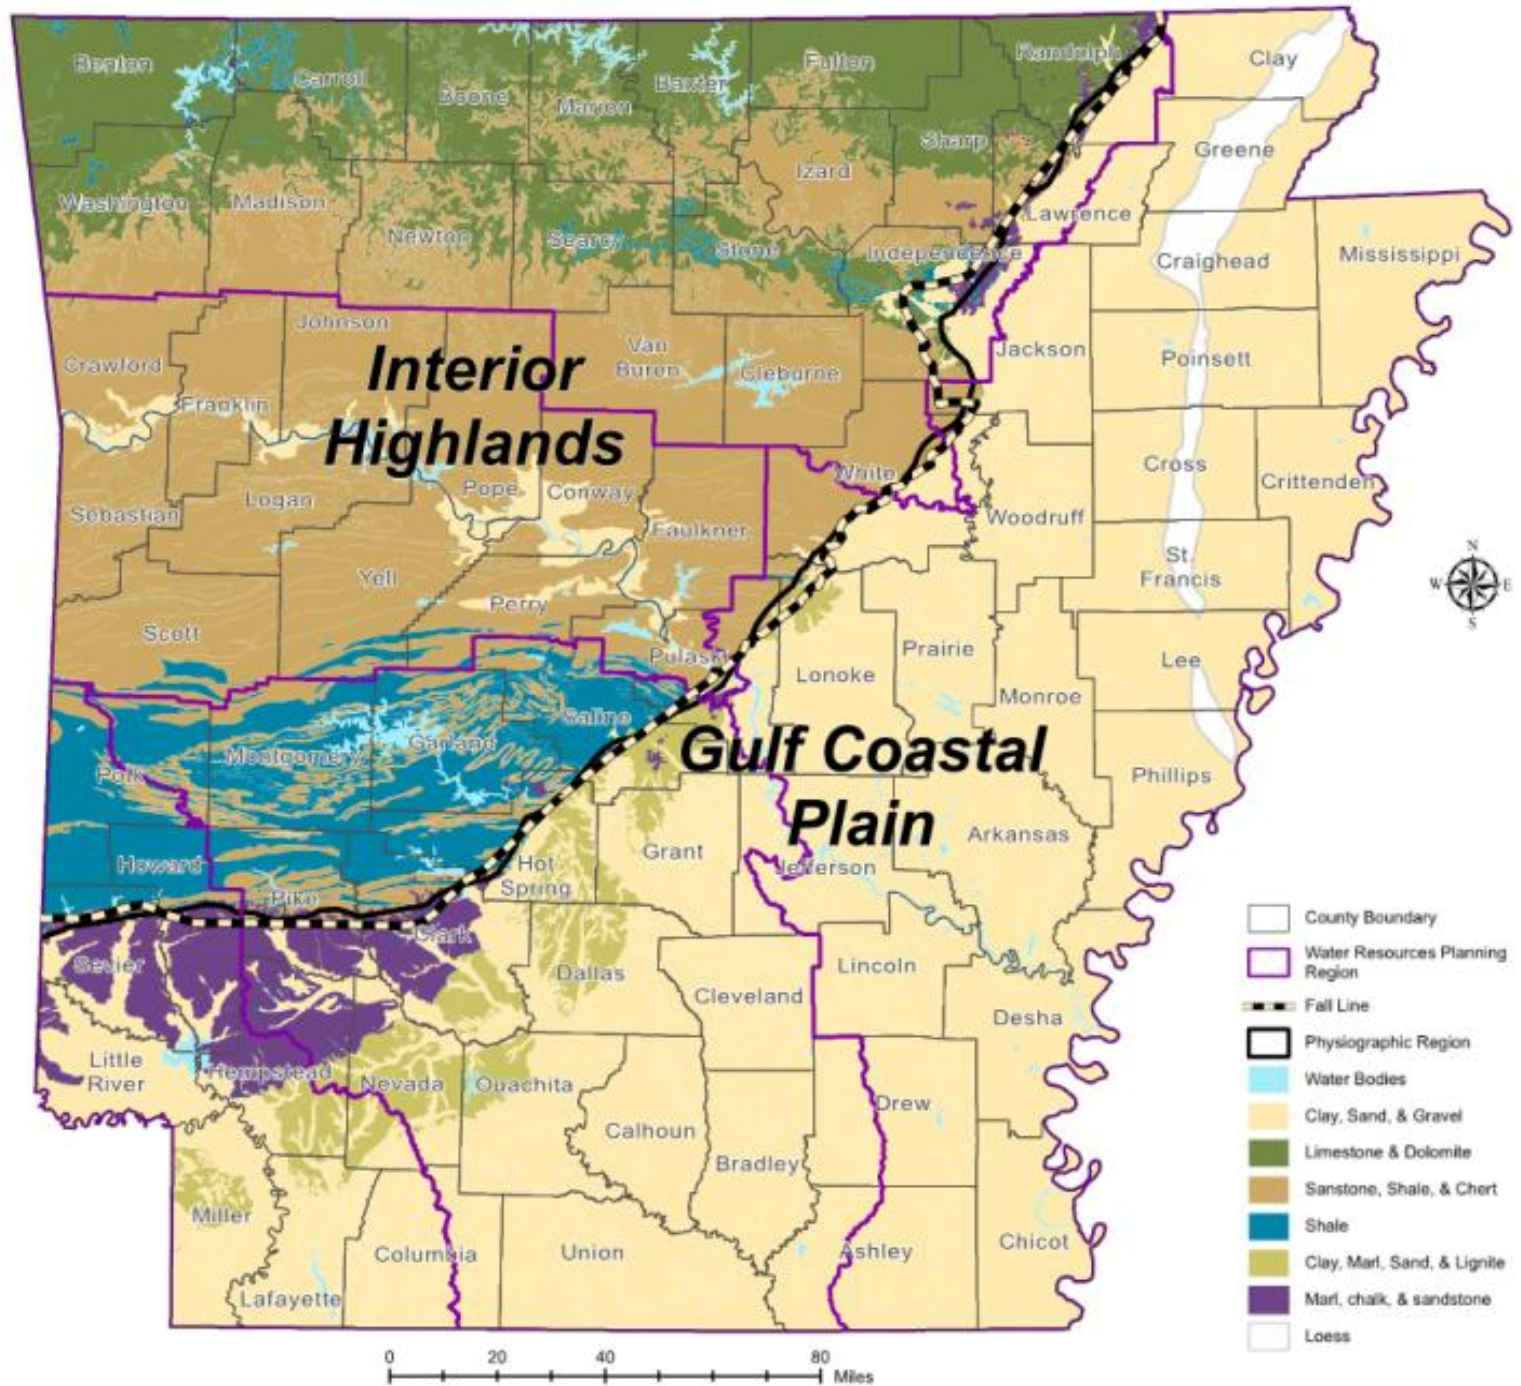 Benton
Carroll
Boone
Marion
Baxter
Fulton
Randolph
Clay
Sharp
Greene
Izard
Washington
Madison
Newton
Searcy
Stone
Independence
Lawrence
Craighead
Mississippi
Johnson
Crawford
Franklin
Van
Buren
Cleburne
Jackson
Poinsett
Interior
Highlands
Logan
Sebastian
Pope
Conway
Faulkner
White
Woodruff
Cross
Crittenden
St.
Francis
Yell
Perry
Scott
Pulaski
Lonoke
Prairie
Monroe
Lee
Saline
Garland
Montgomery
Polk
Gulf Coastal
Plain
Phillips
Arkansas
Grant
Jefferson
Howard
Pike
Hot
Spring
Clark
Sevier
Dallas
Cleveland
Lincoln
Desha
Little
River
Hempstead
Nevada
Ouachita
Calhoun
Bradley
Drew
Miller
Columbia
Union
Ashley
Chicot
Lafayette
N
W
E
S
County Boundary
Water Resources Planning
Region
Fall Line
Physiographic Region
Water Bodies
Clay, Sand, & Gravel
Limestone & Dolomite
Sanstone, Shale, & Chert
Shale
Clay, Marl, Sand, & Lignite
Marl, chalk, & sandstone
Loess
0 20 40 80
Miles